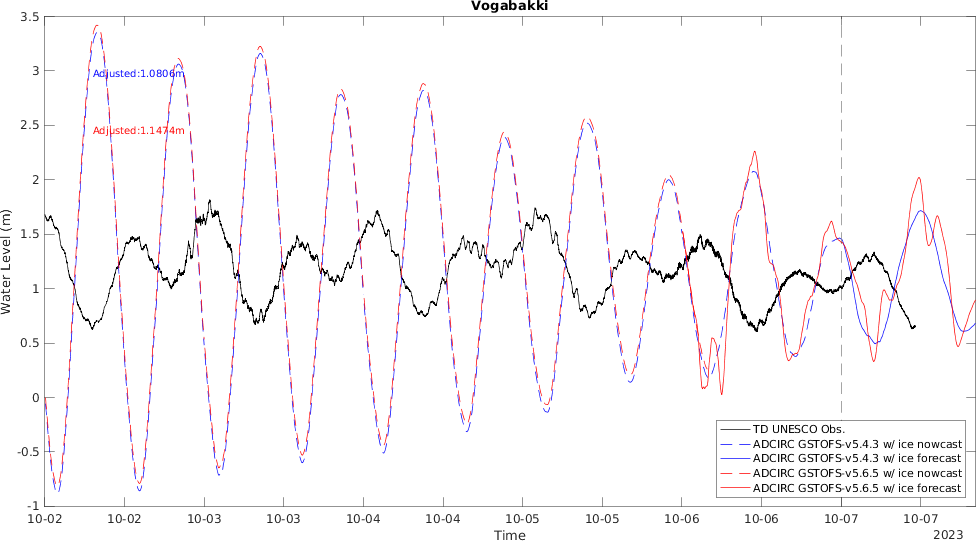 Vogabakki
3.5
3
2.5
2
1.5
1
0.5
0
-0.5
-1
Water Level (m)
Adjusted:1.0806m
Adjusted:1.1474m
TD UNESCO Obs.
ADCIRC GSTOFS-v5.4.3 w/ ice nowcast
ADCIRC GSTOFS-v5.4.3 w/ ice forecast
ADCIRC GSTOFS-v5.6.5 w/ ice nowcast
ADCIRC GSTOFS-v5.6.5 w/ ice forecast
10-02 10-02 10-03 10-03 10-04 10-04 10-05 10-05 10-06 10-06 10-07 10-07
Time
2023